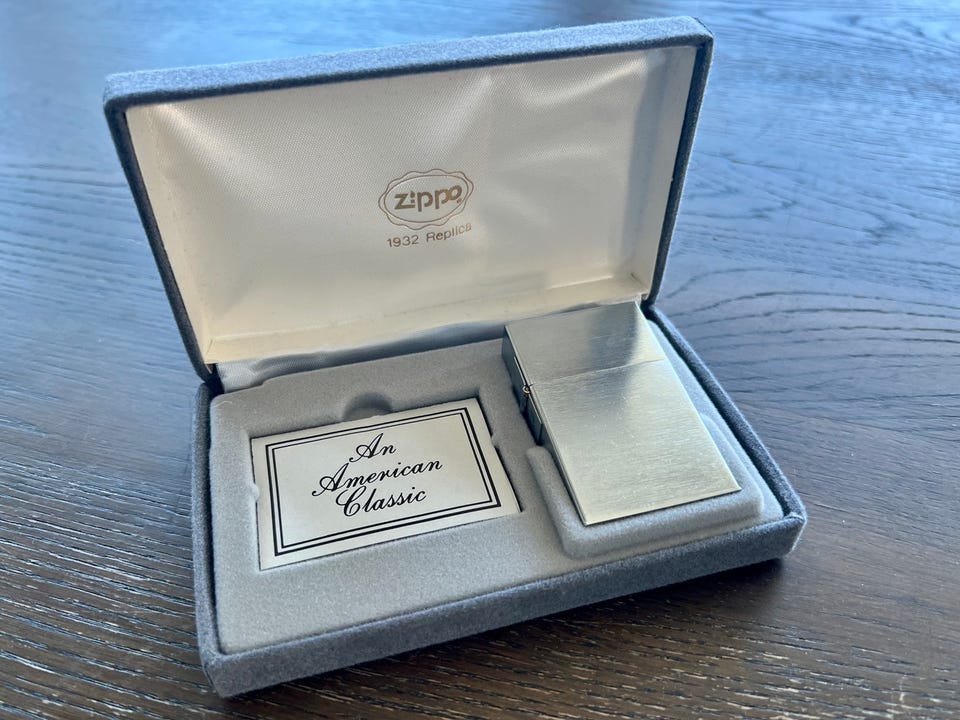 zippo
1932 Replica
An
American
Classic